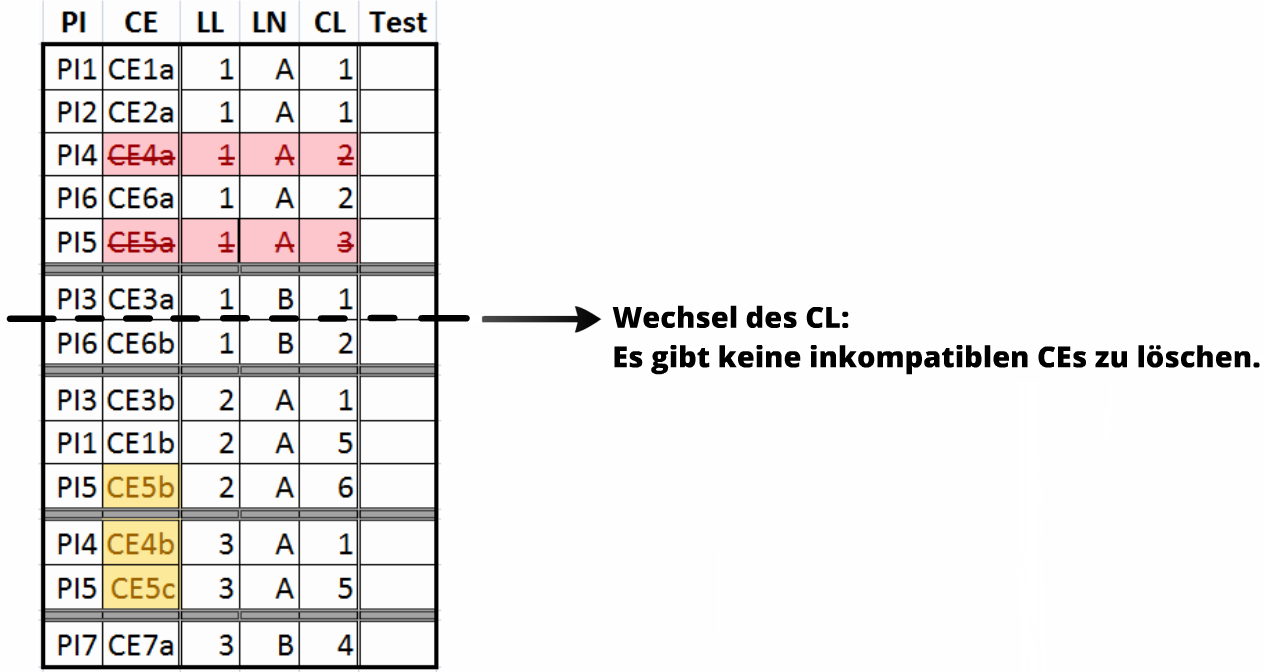 PI CE LL LN CL Test
PI1 CE1a 1 A 1
PI2 CE2a 1 A 1
PI4 CE4a 1 A 2
PI6 CE6a 1 A 2
PI5 CE5a 1 A 3
PI3 CE3a 1 B 1
Wechsel des CL:
PI6 CE6b 1 B 2
Es gibt keine inkompatiblen CEs zu löschen.
PI3 CE3b 2 A 1
PI1 CE1b 2 A 5
PI5 CE5b 2 A 6
PI4 CE4b 3 A 1
PI5 CE5c 3 A 5
PI7 CE7a 3 B 4